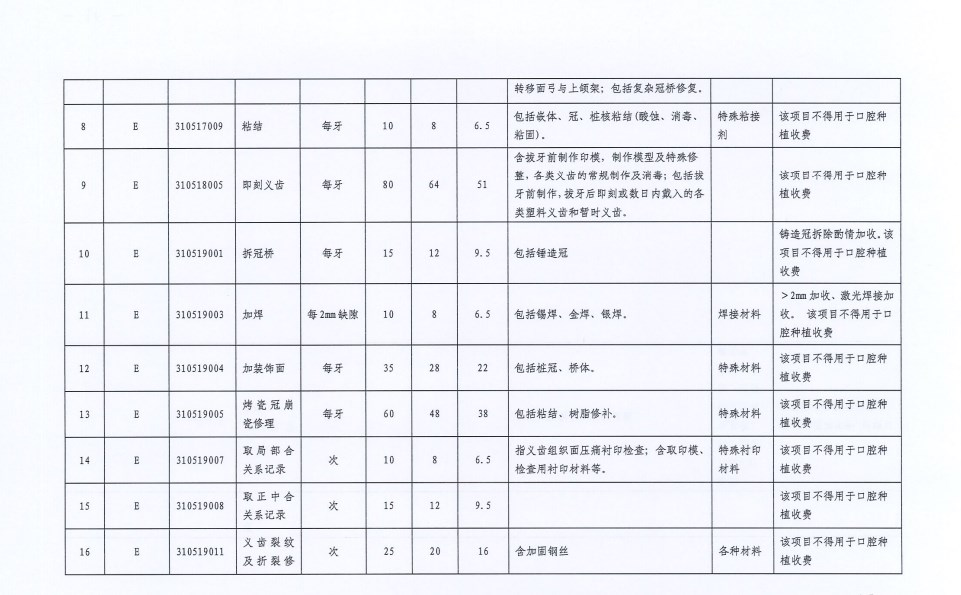 转移面弓与上颌架；包括复杂冠桥修复。
8 E 310517009 粘结 每牙 10 8 6.5 包括嵌体、冠、桩核粘结(酸蚀、消毒、 特殊粘接 该项目不得用于口腔种
粘固)。 剂 植收费
含拔牙前制作印模，制作模型及特殊修
整，各类义齿的常规制作及消毒；包括拔
9 E 310518005 即刻义齿 每牙 80 64 51 牙前制作，拔牙后即刻或数日内戴入的各 该项目不得用于口腔种
类塑料义齿和暂时义齿。 植收费
铸造冠拆除酌情加收。该
10 E 310519001 拆冠桥 每牙 15 12 9.5 包括锤造冠 项目不得用于口腔种植
收费
＞2mm 加收、激光焊接加
11 E 310519003 加焊 每2mm缺隙 10 8 6.5 包括锡焊、金焊、银焊。 焊接材料 收。 该项目不得用于口
腔种植收费
12 E 310519004 加装饰面 每牙 35 28 22 包括桩冠、桥体。 特殊材料 该项目不得用于口腔种
植收费
13 E 310519005 烤瓷冠崩 每牙 60 48 38 包括粘结、树脂修补。 特殊材料 该项目不得用于口腔种
瓷修理 植收费
14 E 310519007 取局部合 次 10 8 6.5 指义齿组织面压痛衬印检查；含取印模、 特殊衬印 该项目不得用于口腔种
关系记录 检查用衬印材料等。 材料 植收费
15 E 310519008 取正中合 次 15 12 9.5 该项目不得用于口腔种
关系记录 植收费
16 E 310519011 义齿裂纹 次 25 20 16 含加固钢丝 各种材料 该项目不得用于口腔种
及折裂修 植收费